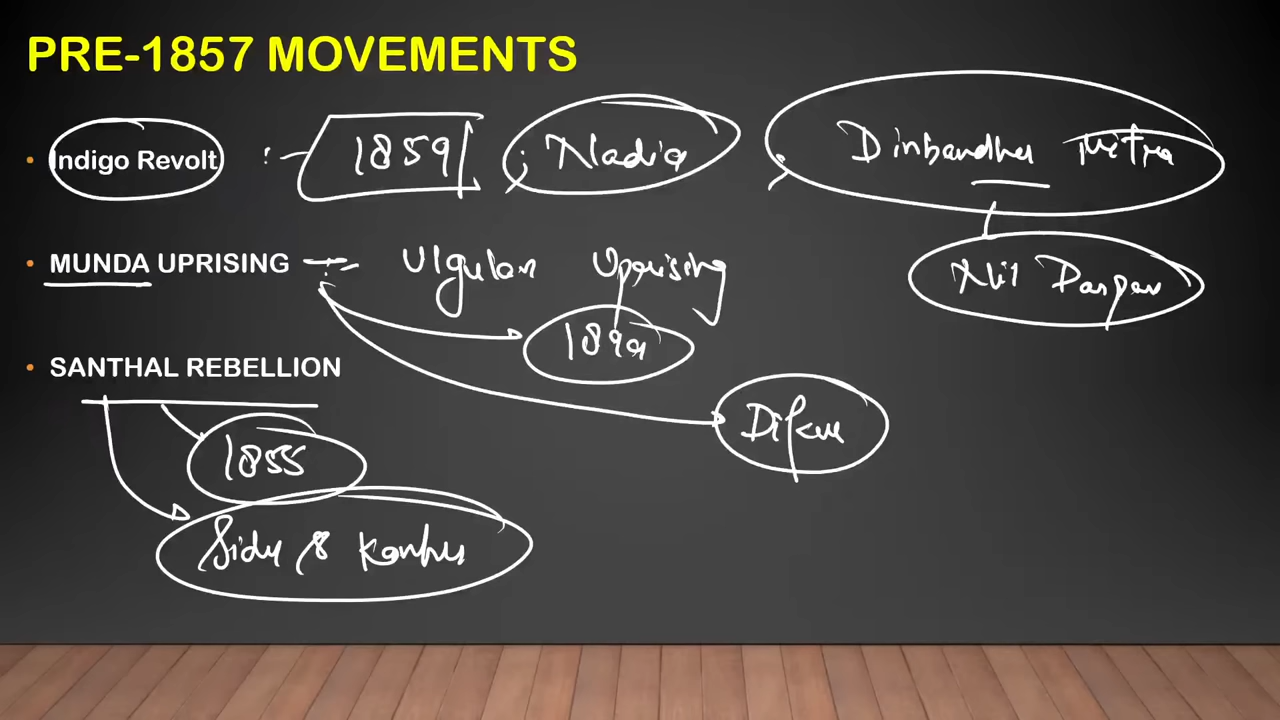 PRE-1857 MOVEMENTS
• Indigo Revolt :- 1859 ; Nadia , Dinbandhu Mitra
Nil Darpan
• MUNDA UPRISING :- Ulgulan Uprising
1899
• SANTHAL REBELLION
Diku
1855
Sidu & Kanhu